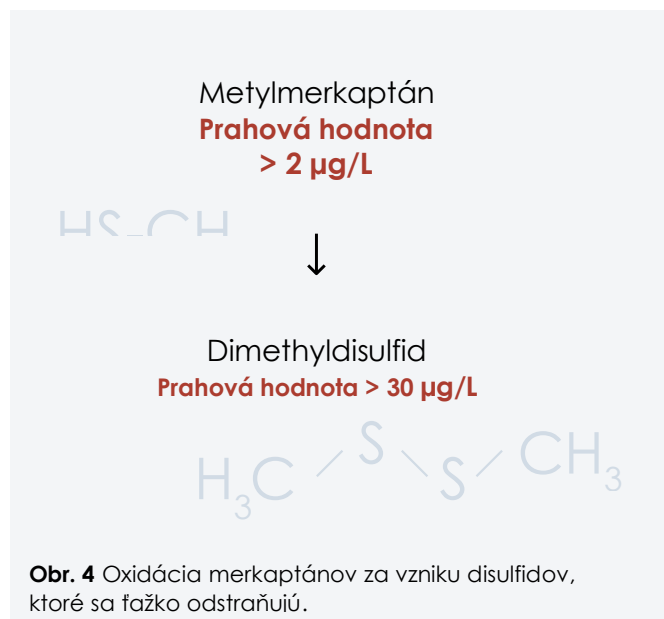 Metylmerkaptán
Prahová hodnota
> 2 µg/L
HS-CH
↓
Dimethyldisulfid
Prahová hodnota > 30 µg/L
H₃C S S CH₃
Obr. 4 Oxidácia merkaptánov za vzniku disulfidov,
ktoré sa ťažko odstraňujú.